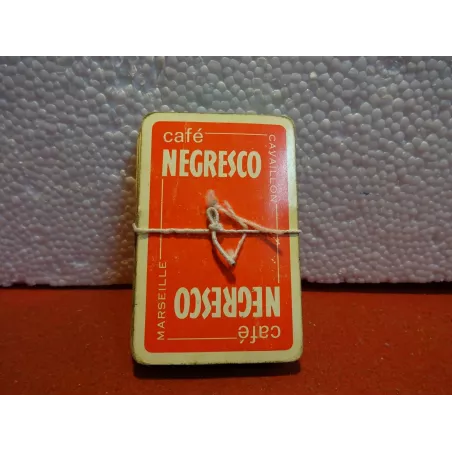 café
NEGRESCO
CAVAILLON
MARSEILLE
NEGRESCO
café